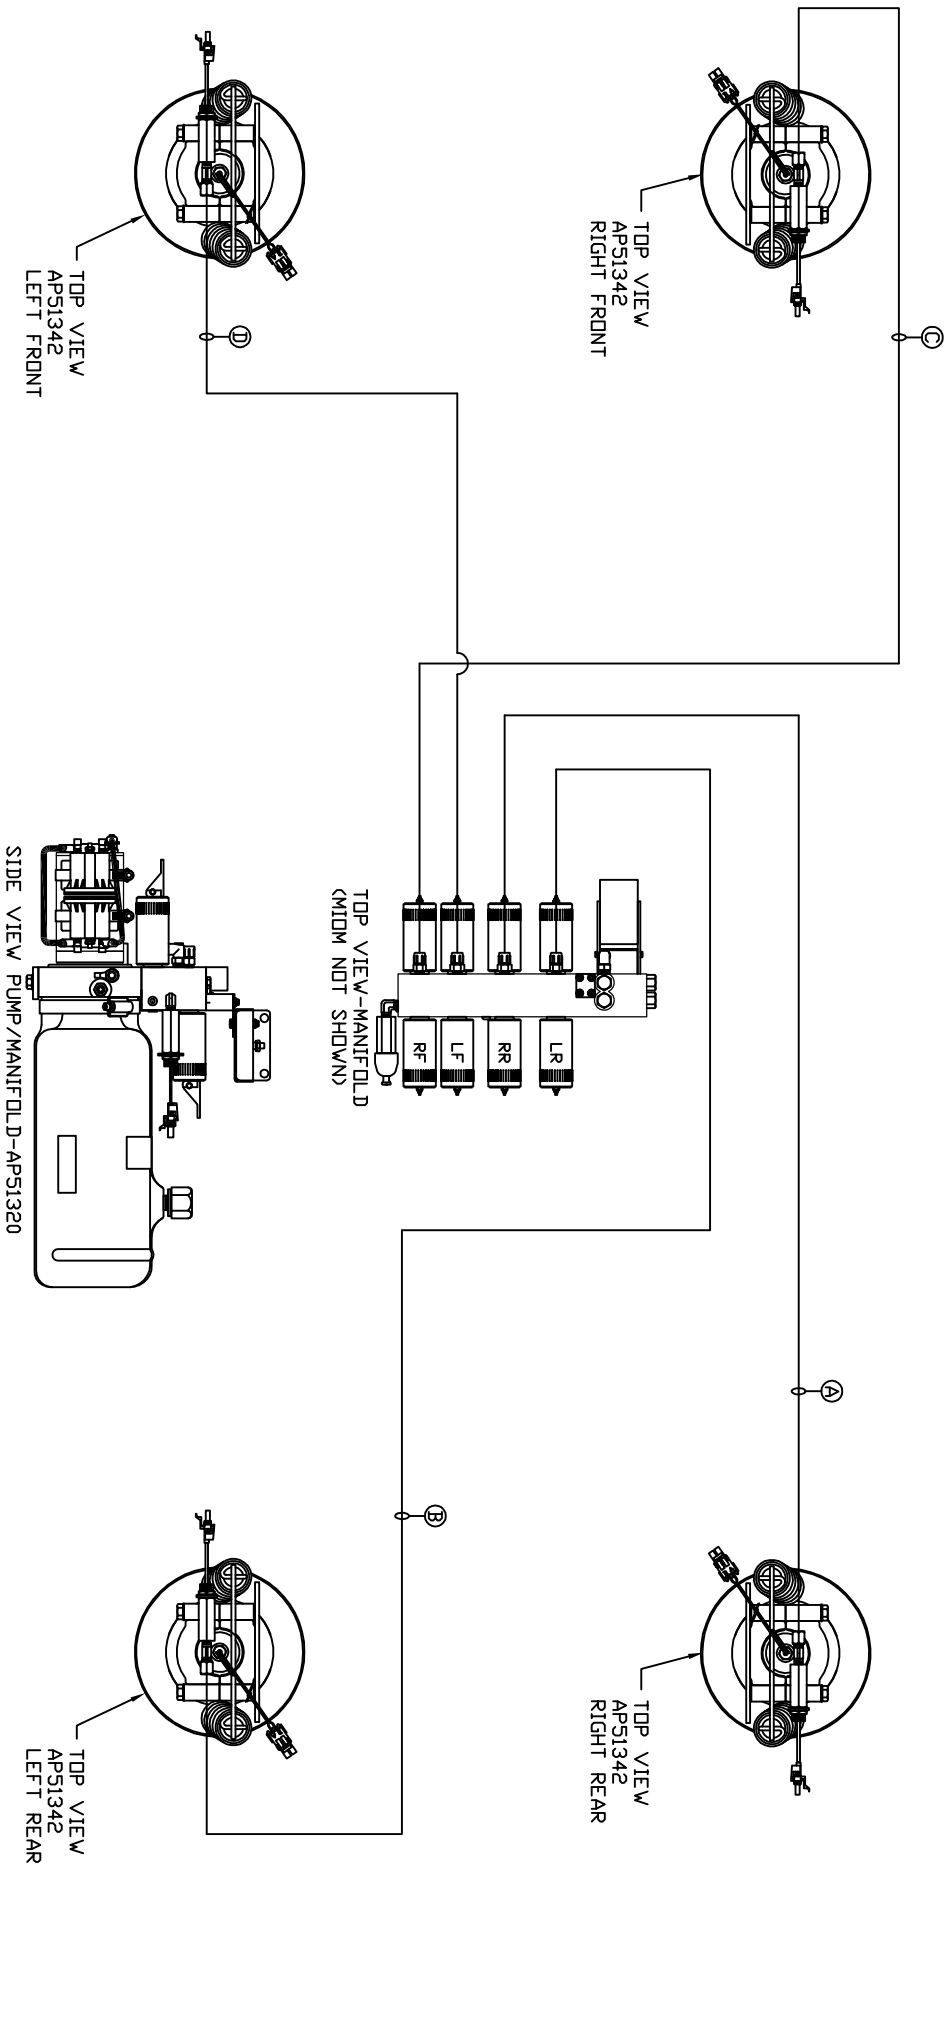 C
TOP VIEW
AP51342
RIGHT FRONT
D
TOP VIEW
AP51342
LEFT FRONT
A
TOP VIEW
AP51342
RIGHT REAR
B
TOP VIEW
AP51342
LEFT REAR
LR
RR
LF
RF
TOP VIEW-MANIFOLD
(MIOM NOT SHOWN)
SIDE VIEW PUMP/MANIFOLD-AP51320